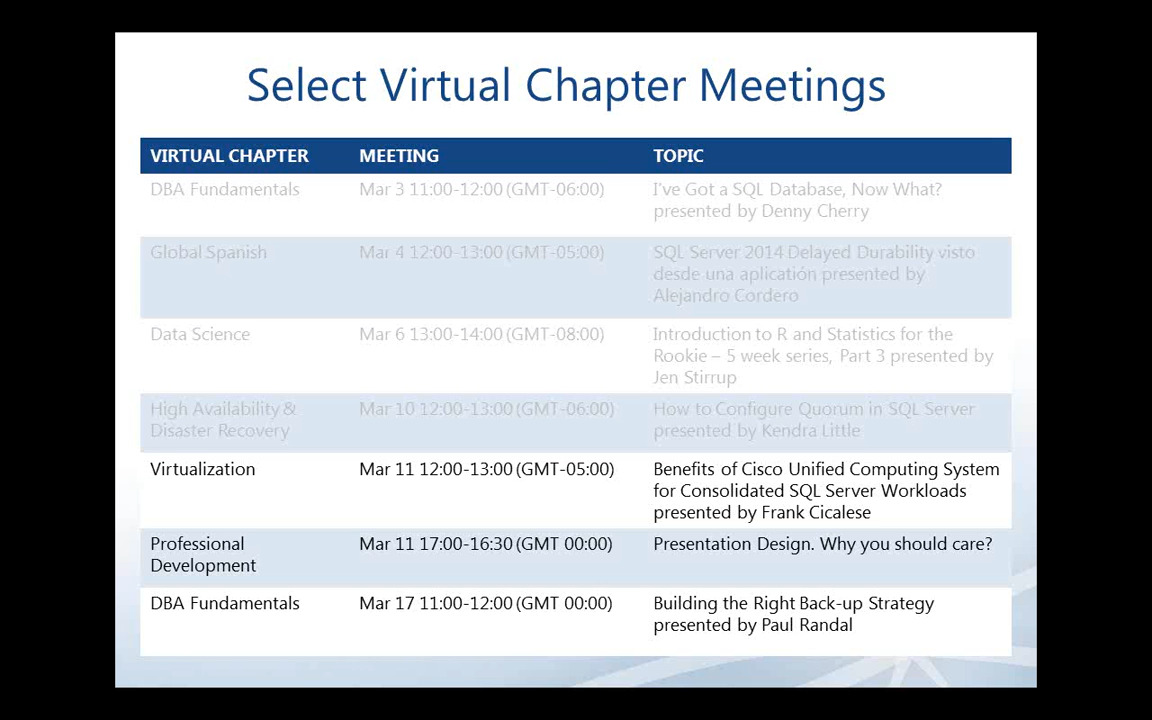 Select Virtual Chapter Meetings
VIRTUAL CHAPTER MEETING TOPIC
DBA Fundamentals Mar 3 11:00-12:00 (GMT-06:00) I've Got a SQL Database, Now What?
presented by Denny Cherry
Global Spanish Mar 4 12:00-13:00 (GMT-05:00) SQL Server 2014 Delayed Durability visto
desde una aplicatión presented by
Alejandro Cordero
Data Science Mar 6 13:00-14:00 (GMT-08:00) Introduction to R and Statistics for the
Rookie – 5 week series, Part 3 presented by
Jen Stirrup
High Availability & Mar 10 12:00-13:00 (GMT-06:00) How to Configure Quorum in SQL Server
Disaster Recovery presented by Kendra Little
Virtualization Mar 11 12:00-13:00 (GMT-05:00) Benefits of Cisco Unified Computing System
for Consolidated SQL Server Workloads
presented by Frank Cicalese
Professional Mar 11 17:00-16:30 (GMT 00:00) Presentation Design. Why you should care?
Development
DBA Fundamentals Mar 17 11:00-12:00 (GMT 00:00) Building the Right Back-up Strategy
presented by Paul Randal